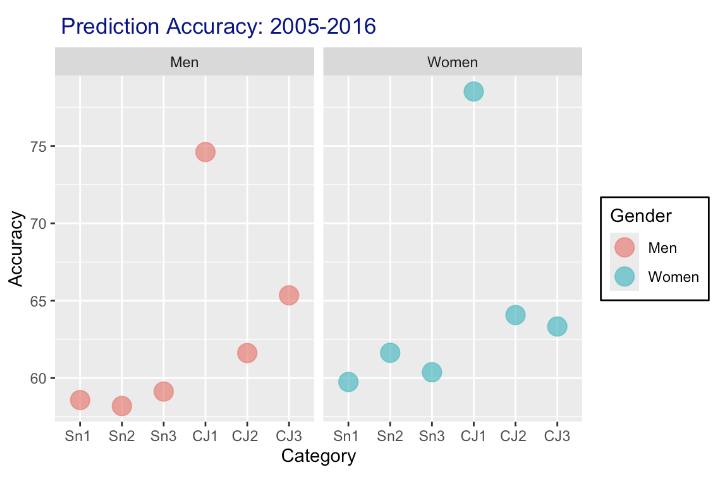 Prediction Accuracy: 2005-2016
Men Women
Accuracy
75
70
65
60
Sn1 Sn2 Sn3 CJ1 CJ2 CJ3 Sn1 Sn2 Sn3 CJ1 CJ2 CJ3
Category
Gender
Men
Women